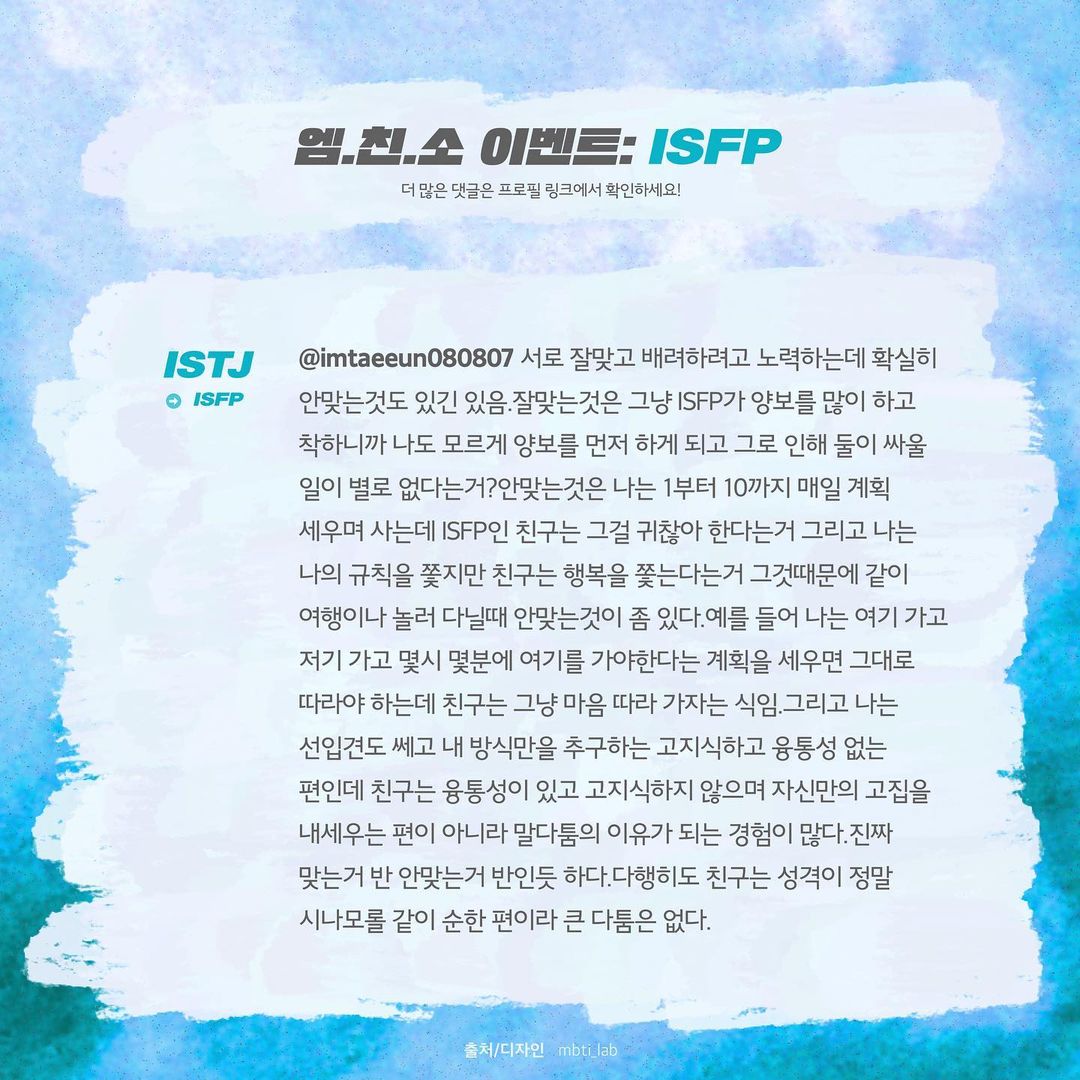 엠.친.소 이벤트: ISFP
더 많은 댓글은 프로필 링크에서 확인하세요!
ISTJ
ISFP
@imtaeeun080807 서로 잘맞고 배려하려고 노력하는데 확실히
안맞는것도 있긴 있음.잘맞는것은 그냥 ISFP가 양보를 많이 하고
착하니까 나도 모르게 양보를 먼저 하게 되고 그로 인해 둘이 싸울
일이 별로 없다는거?안맞는것은 나는 1부터 10까지 매일 계획
세우며 사는데 ISFP인 친구는 그걸 귀찮아 한다는거 그리고 나는
나의 규칙을 쫓지만 친구는 행복을 쫓는다는거 그것때문에 같이
여행이나 놀러 다닐때 안맞는것이 좀 있다.예를 들어 나는 여기 가고
저기 가고 몇시 몇분에 여기를 가야한다는 계획을 세우면 그대로
따라야 하는데 친구는 그냥 마음 따라 가자는 식임.그리고 나는
선입견도 쎄고 내 방식만을 추구하는 고지식하고 융통성 없는
편인데 친구는 융통성이 있고 고지식하지 않으며 자신만의 고집을
내세우는 편이 아니라 말다툼의 이유가 되는 경험이 많다.진짜
맞는거 반 안맞는거 반인듯 하다.다행히도 친구는 성격이 정말
시나모롤 같이 순한 편이라 큰 다툼은 없다.
출처/디자인 mbti_lab